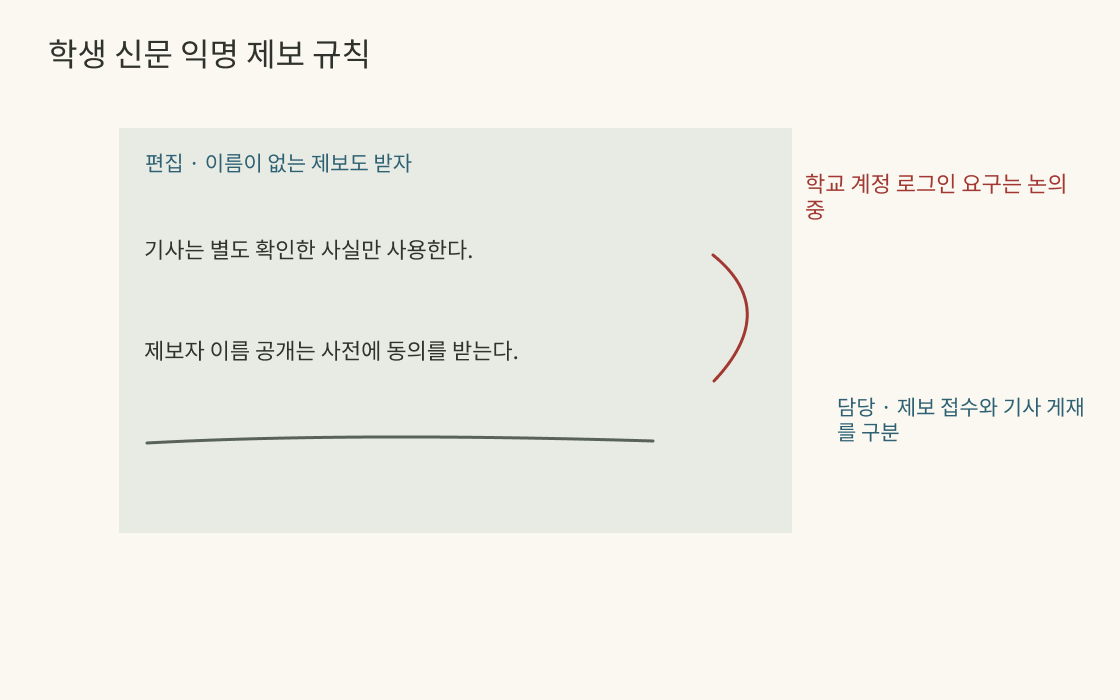 학생 신문 익명 제보 규칙
편집 · 이름이 없는 제보도 받자
학교 계정 로그인 요구는 논의
중
기사는 별도 확인한 사실만 사용한다.
제보자 이름 공개는 사전에 동의를 받는다.
담당 · 제보 접수와 기사 게재
를 구분